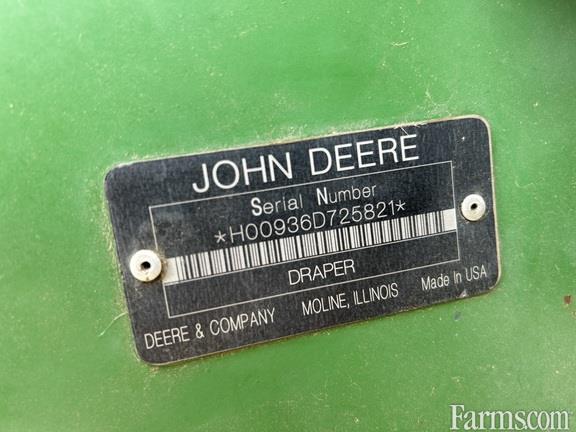 JOHN DEERE
Serial Number
*H00936D725821*
DRAPER
DEERE & COMPANY MOLINE, ILLINOIS Made In USA
Farms.com